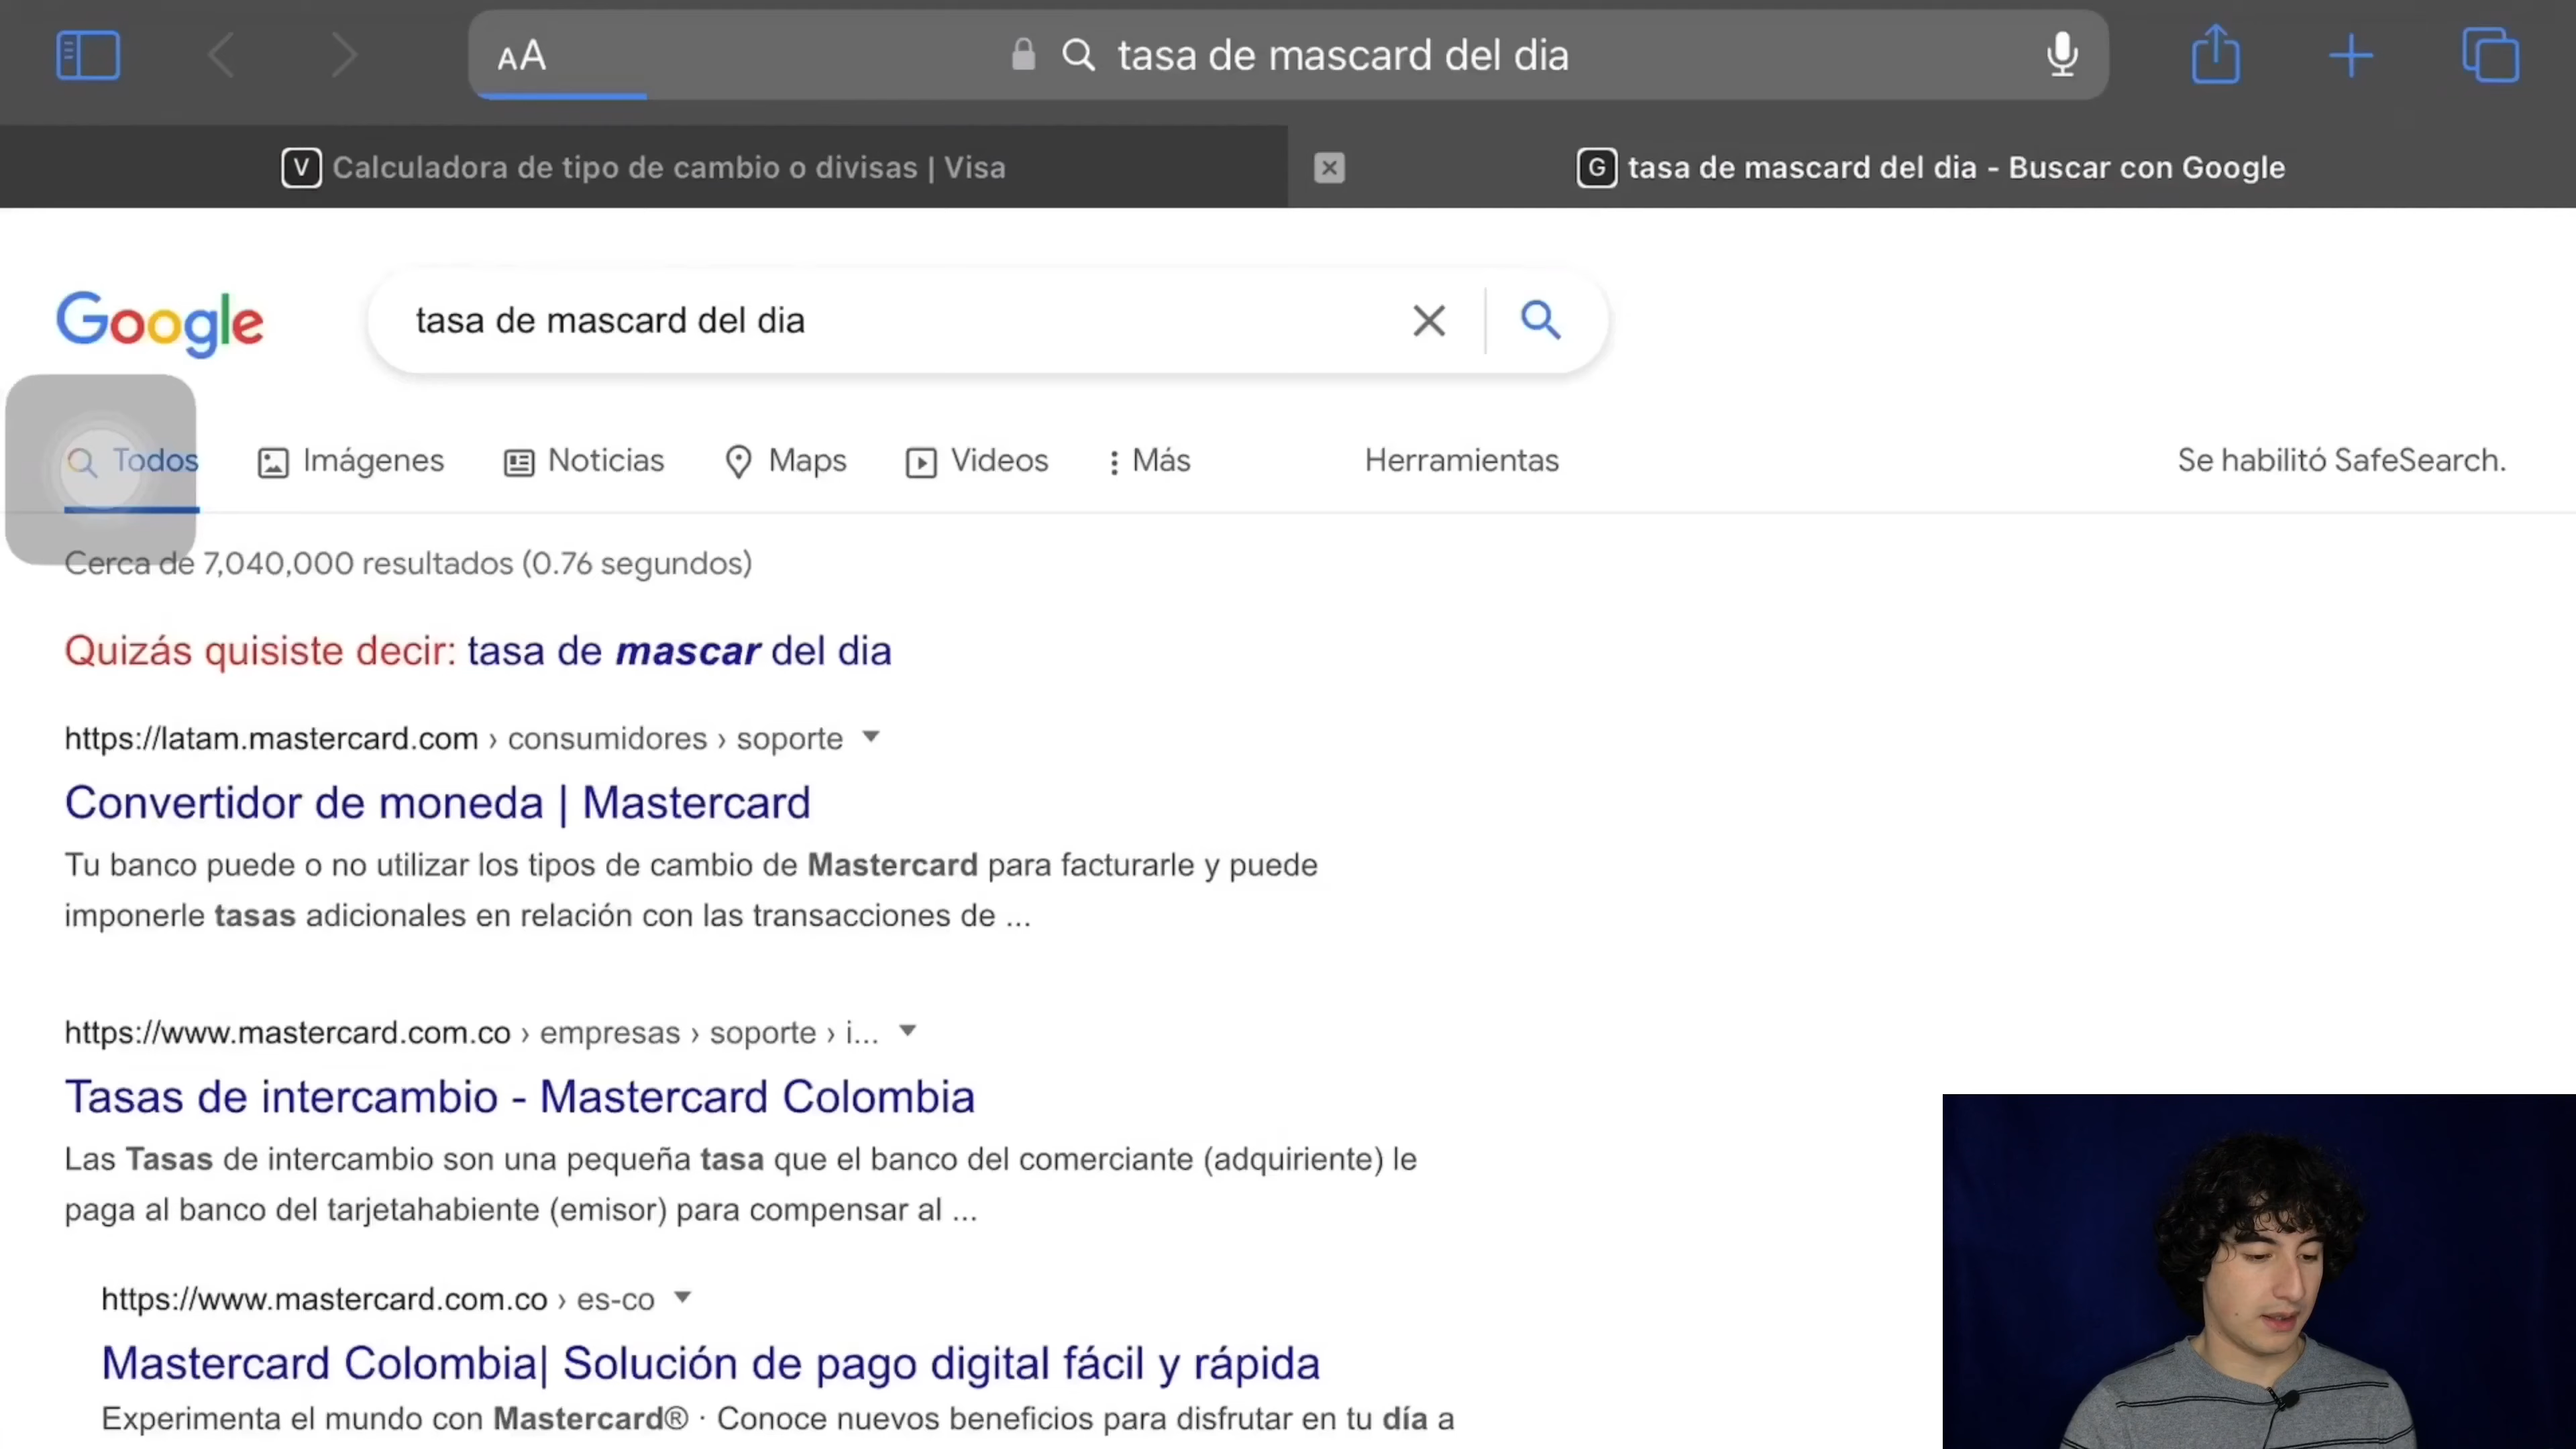 AA tasa de mascard del dia
V Calculadora de tipo de cambio o divisas | Visa
G tasa de mascard del dia - Buscar con Google
Google tasa de mascard del dia
Todos Imágenes Noticias Maps Videos Más Herramientas Se habilitó SafeSearch.
Cerca de 7,040,000 resultados (0.76 segundos)
Quizás quisiste decir: tasa de mascar del dia
https://latam.mastercard.com › consumidores › soporte
Convertidor de moneda | Mastercard
Tu banco puede o no utilizar los tipos de cambio de Mastercard para facturarle y puede
imponerle tasas adicionales en relación con las transacciones de ...
https://www.mastercard.com.co › empresas › soporte › i...
Tasas de intercambio - Mastercard Colombia
Las Tasas de intercambio son una pequeña tasa que el banco del comerciante (adquiriente) le
paga al banco del tarjetahabiente (emisor) para compensar al ...
https://www.mastercard.com.co › es-co
Mastercard Colombia| Solución de pago digital fácil y rápida
Experimenta el mundo con Mastercard® · Conoce nuevos beneficios para disfrutar en tu día a